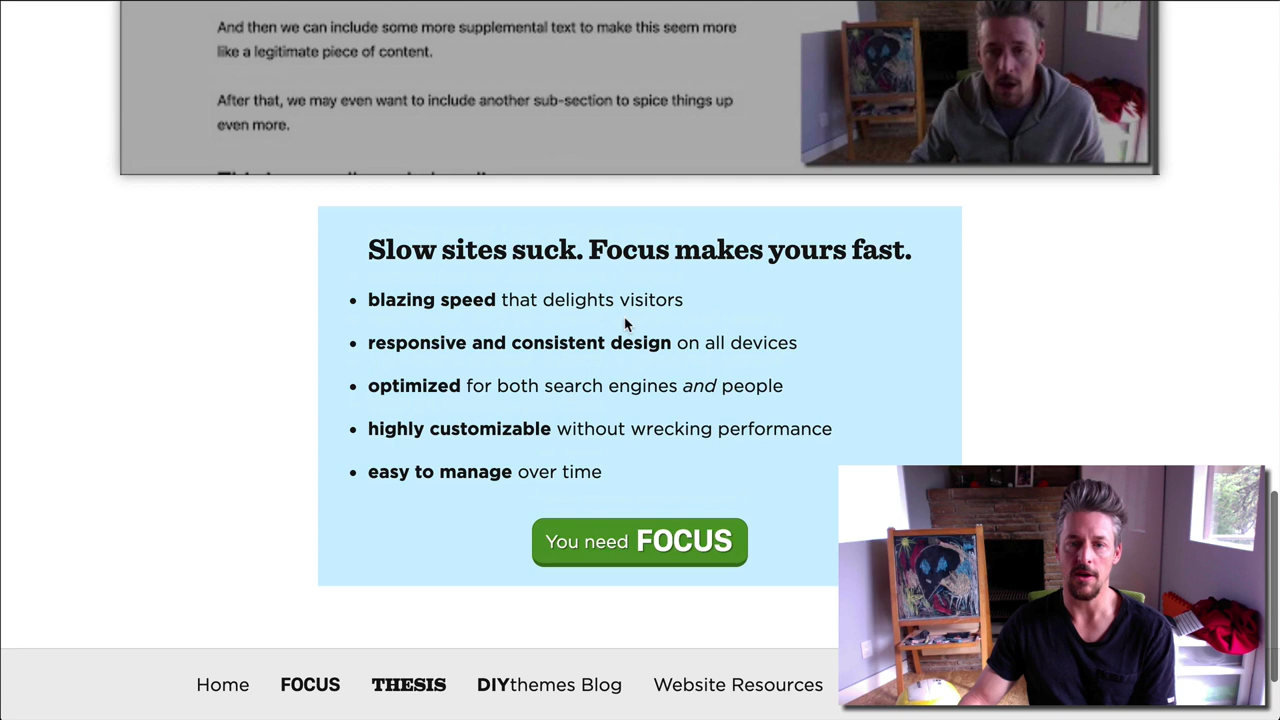 And then we can include some more supplemental text to make this seem more
like a legitimate piece of content.
After that, we may even want to include another sub-section to spice things up
even more.
Slow sites suck. Focus makes yours fast.
• blazing speed that delights visitors
• responsive and consistent design on all devices
• optimized for both search engines and people
• highly customizable without wrecking performance
• easy to manage over time
You need FOCUS
Home FOCUS THESIS DIYthemes Blog Website Resources